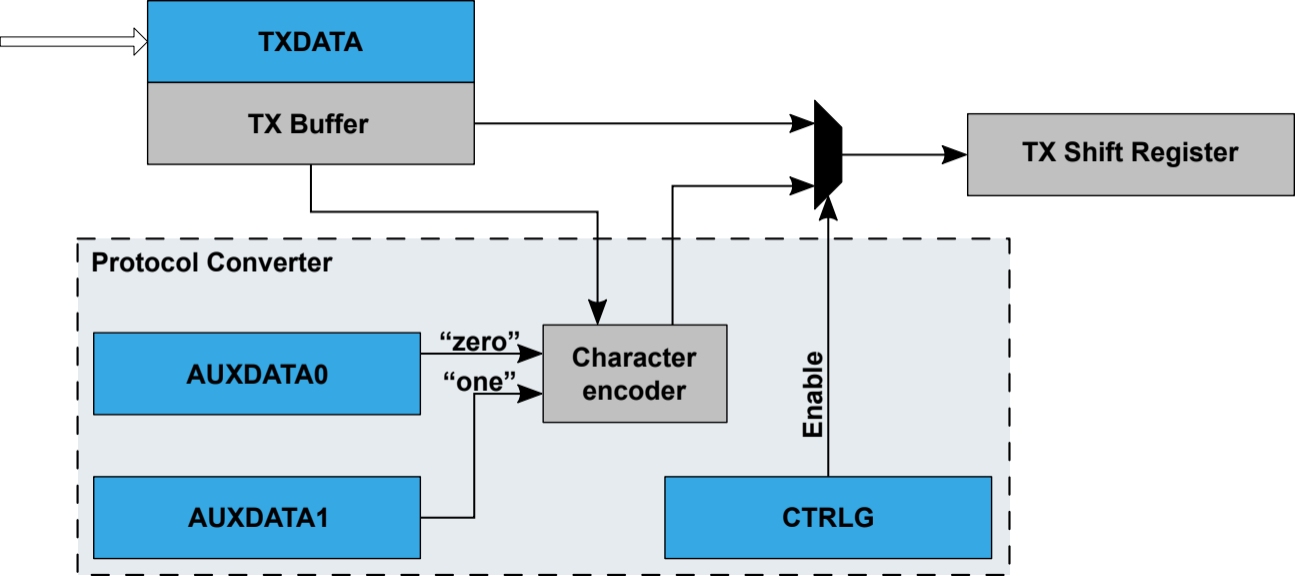 TXDATA
TX Buffer
TX Shift Register
Protocol Converter
“zero”
AUXDATA0
“one”
Character
encoder
Enable
AUXDATA1
CTRLG